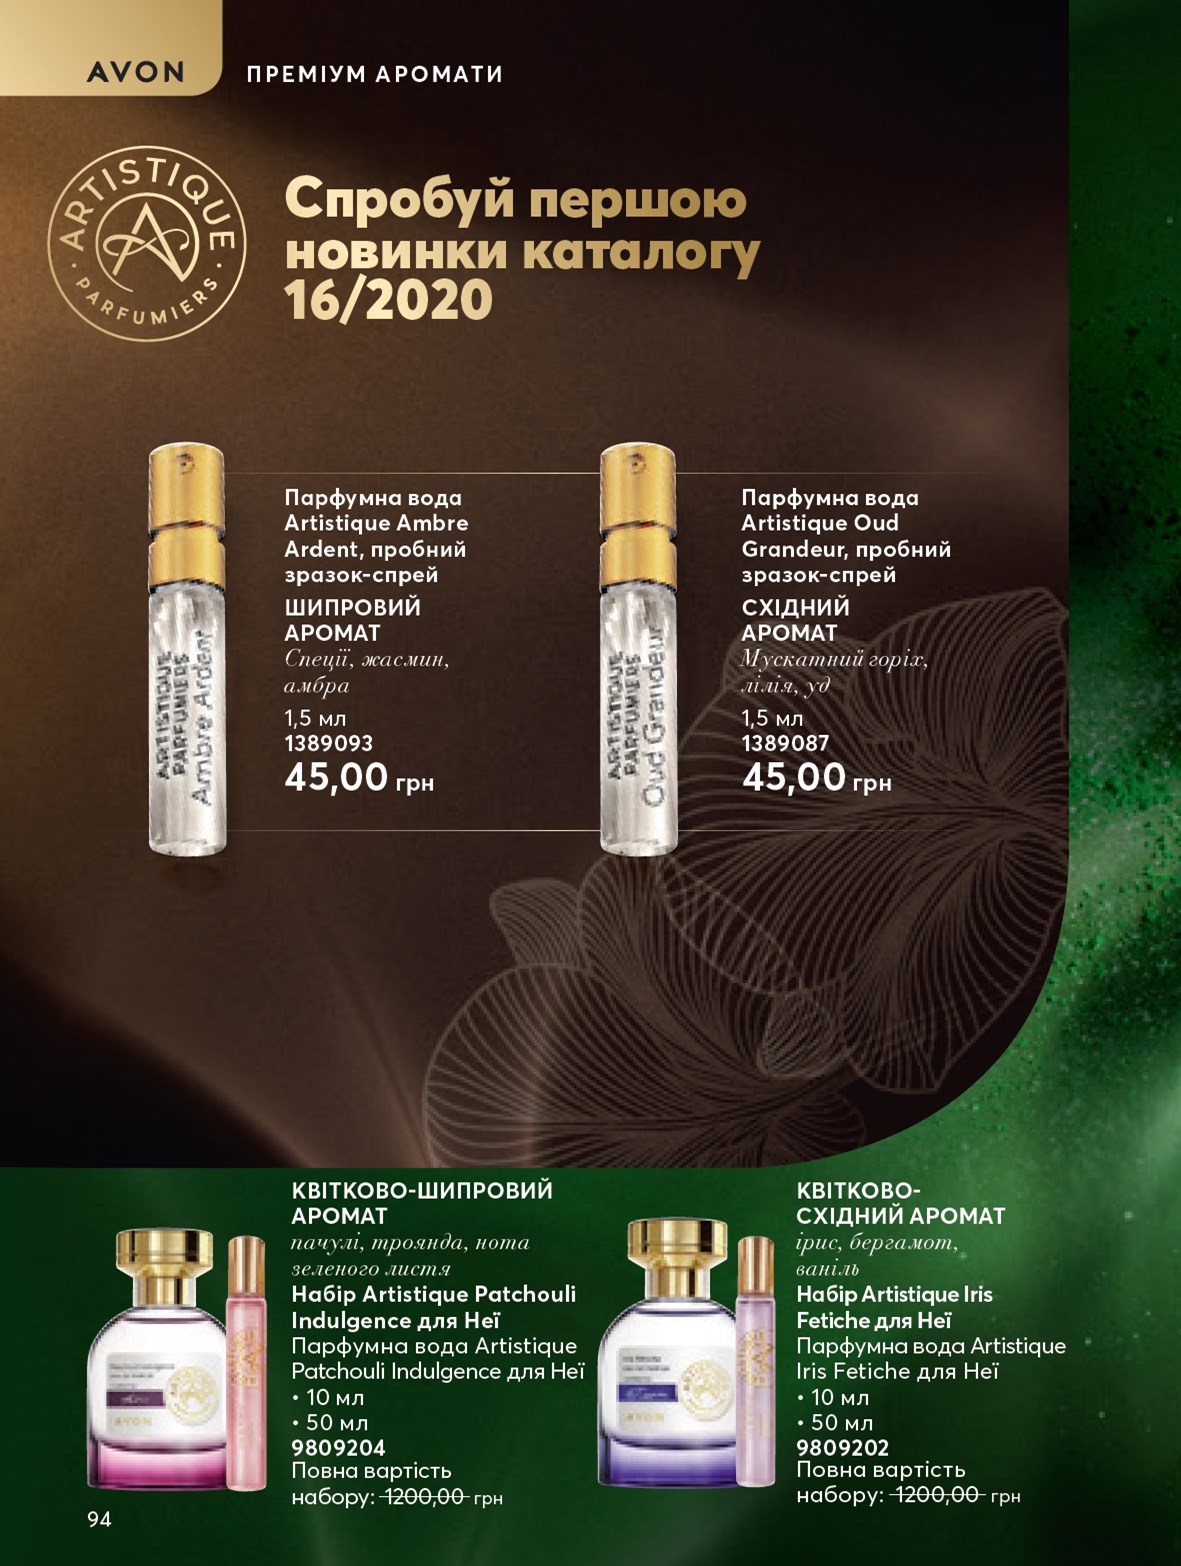 AVON
ПРЕМІУМ АРОМАТИ
ARTISTIQUE
PARFUMIERS
Спробуй першою
новинки каталогу
16/2020
Парфумна вода
Artistique Ambre
Ardent, пробний
зразок-спрей
ШИПРОВИЙ
АРОМАТ
Спеції, жасмин,
амбра
1,5 мл
1389093
45,00 грн
ARTISTIQUE
PARFUMIERS
Ambre Ardent
Парфумна вода
Artistique Oud
Grandeur, пробний
зразок-спрей
СХІДНИЙ
АРОМАТ
Мускатний горіх,
лілія, уд
1,5 мл
1389087
45,00 грн
ARTISTIQUE
PARFUMIERS
Oud Grandeur
КВІТКОВО-ШИПРОВИЙ
АРОМАТ
пачулі, троянда, нота
зеленого листя
Набір Artistique Patchouli
Indulgence для Неї
Парфумна вода Artistique
Patchouli Indulgence для Неї
• 10 мл
• 50 мл
9809204
Повна вартість
набору: 1200,00 грн
AVON
КВІТКОВО-
СХІДНИЙ АРОМАТ
ірис, бергамот,
ваніль
Набір Artistique Iris
Fetiche для Неї
Парфумна вода Artistique
Iris Fetiche для Неї
• 10 мл
• 50 мл
9809202
Повна вартість
набору: 1200,00 грн
AVON
94